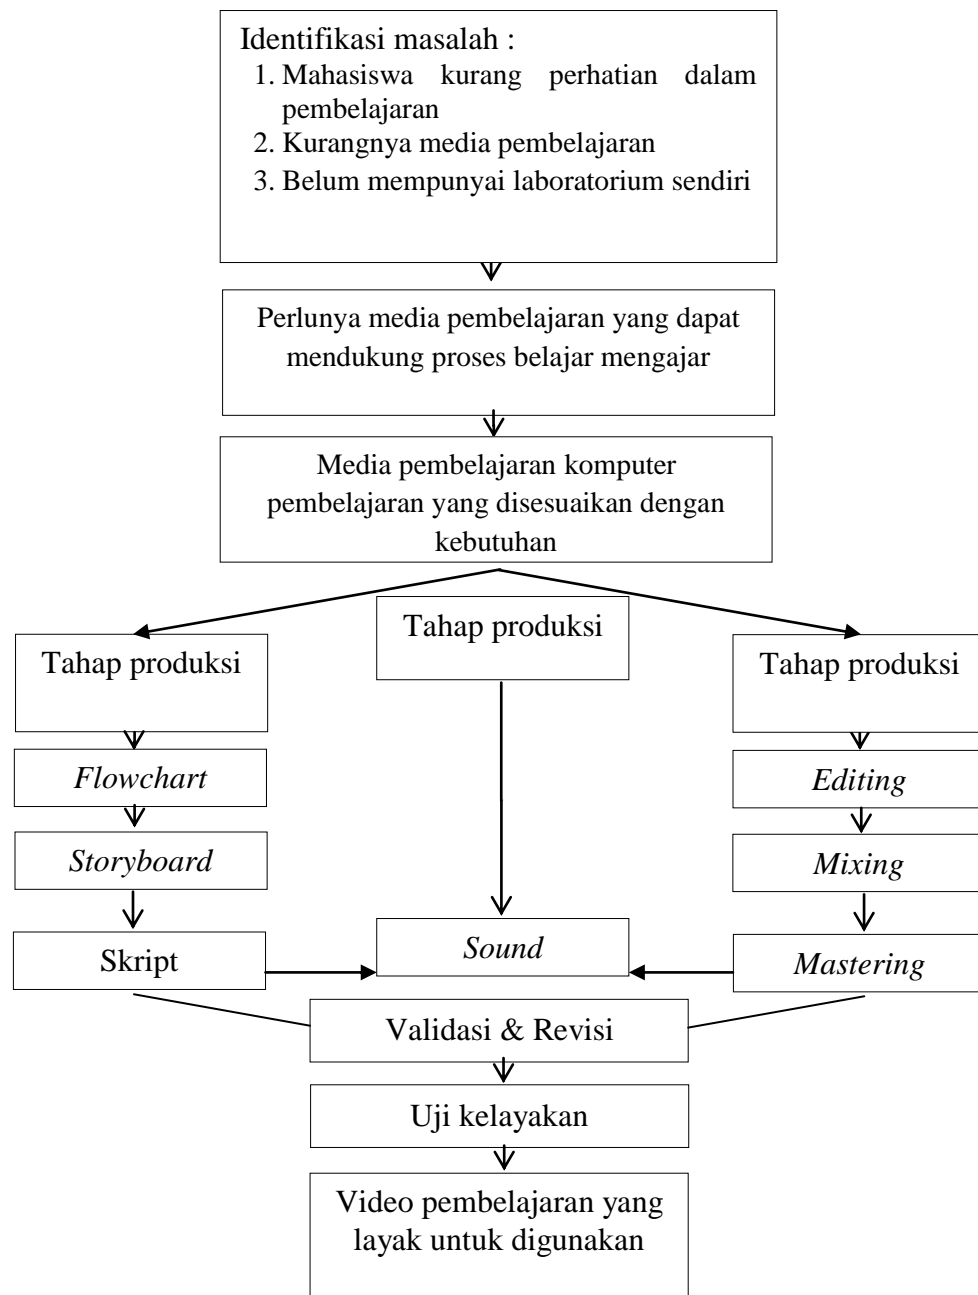 Identifikasi masalah :
1. Mahasiswa kurang perhatian dalam
pembelajaran
2. Kurangnya media pembelajaran
3. Belum mempunyai laboratorium sendiri
Perlunya media pembelajaran yang dapat
mendukung proses belajar mengajar
Media pembelajaran komputer
pembelajaran yang disesuaikan dengan
kebutuhan
Tahap produksi
Tahap produksi
Tahap produksi
Flowchart
Editing
Storyboard
Mixing
Skript
Sound
Mastering
Validasi & Revisi
Uji kelayakan
Video pembelajaran yang
layak untuk digunakan